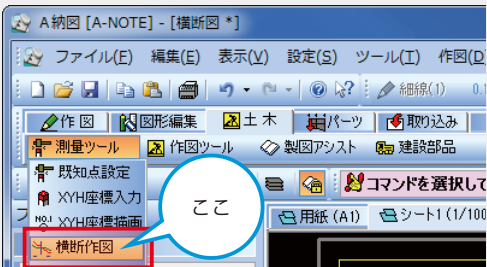 A納図 [A-NOTE] - [横断図 *]
ファイル(F) 編集(E) 表示(V) 設定(S) ツール(T) 作図(D
細線(1) 0.1
作 図 図形編集 土 木 パーツ 取り込み
測量ツール 作図ツール 製図アシスト 建設部品
既知点設定
コマンドを選択して
XYH座標入力
XYH座標描画
用紙 (A1) シート1 (1/100
横断作図
ここ